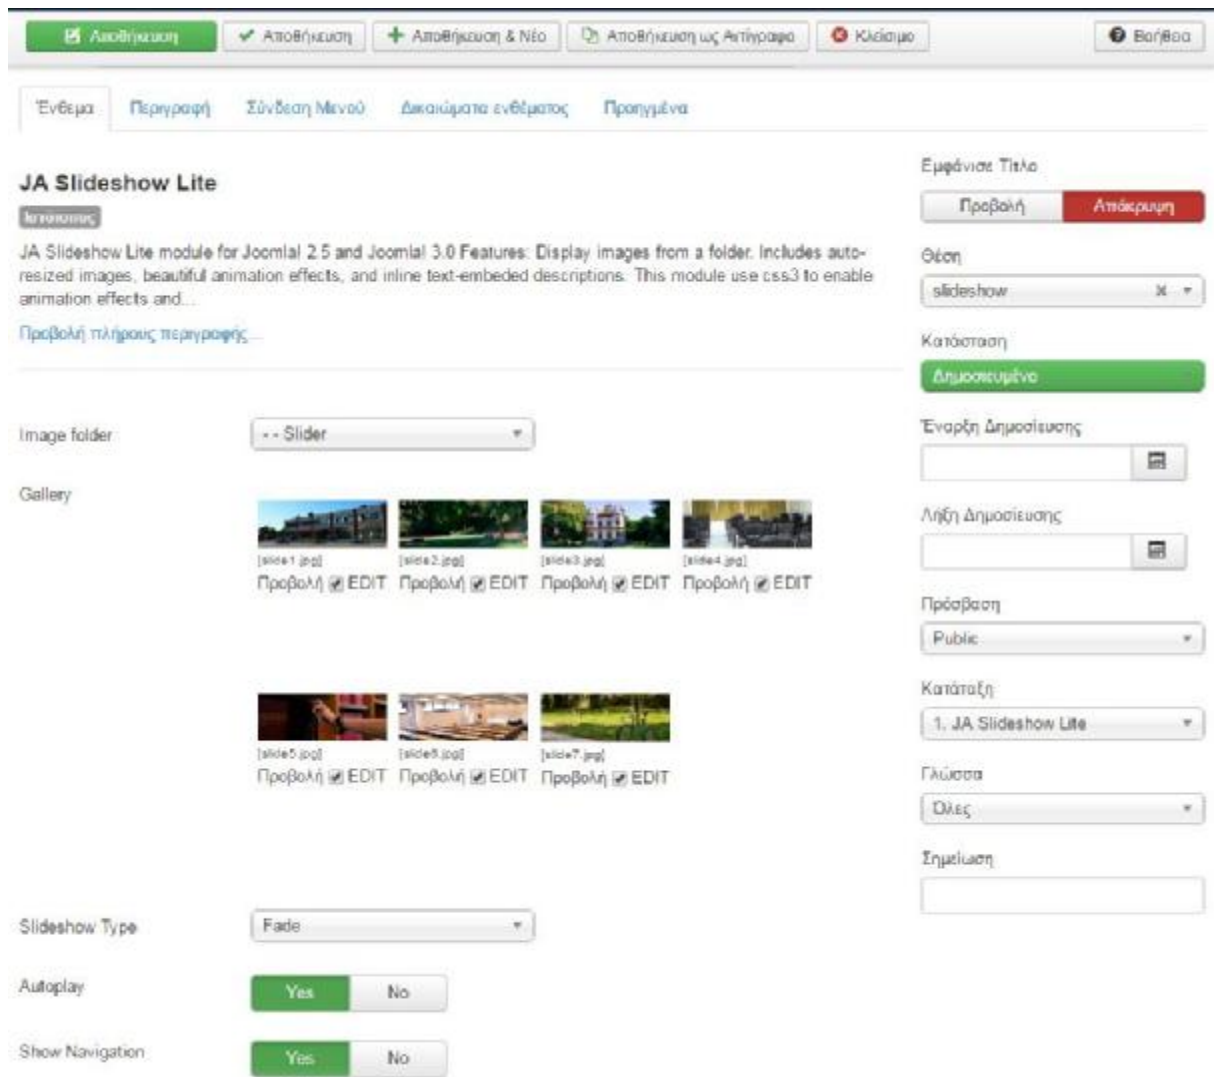 Αποθήκευση
Αποθήκευση
Αποθήκευση & Νέο
Αποθήκευση ως Αντίγραφο
Κλείσιμο
Βοήθεια
Ένθεμα
Περιγραφή
Σύνδεση Μενού
Δικαιώματα ενθέματος
Προηγμένα
JA Slideshow Lite
Ιστότοπος
JA Slideshow Lite module for Joomla! 2.5 and Joomla! 3.0 Features: Display images from a folder. Includes auto-
resized images, beautiful animation effects, and inline text-embeded descriptions. This module use css3 to enable
animation effects and...
Προβολή πλήρους περιγραφής...
Image folder
- - Slider
Gallery
[slide1.jpg]
Προβολή EDIT
[slide2.jpg]
Προβολή EDIT
[slide3.jpg]
Προβολή EDIT
[slide4.jpg]
Προβολή EDIT
[slide5.jpg]
Προβολή EDIT
[slide6.jpg]
Προβολή EDIT
[slide7.jpg]
Προβολή EDIT
Slideshow Type
Fade
Autoplay
Yes
No
Show Navigation
Yes
No
Εμφάνισε Τίτλο
Προβολή
Απόκρυψη
Θέση
slideshow
Κατάσταση
Δημοσιευμένο
Έναρξη Δημοσίευσης
Λήξη Δημοσίευσης
Πρόσβαση
Public
Κατάταξη
1. JA Slideshow Lite
Γλώσσα
Όλες
Σημείωση